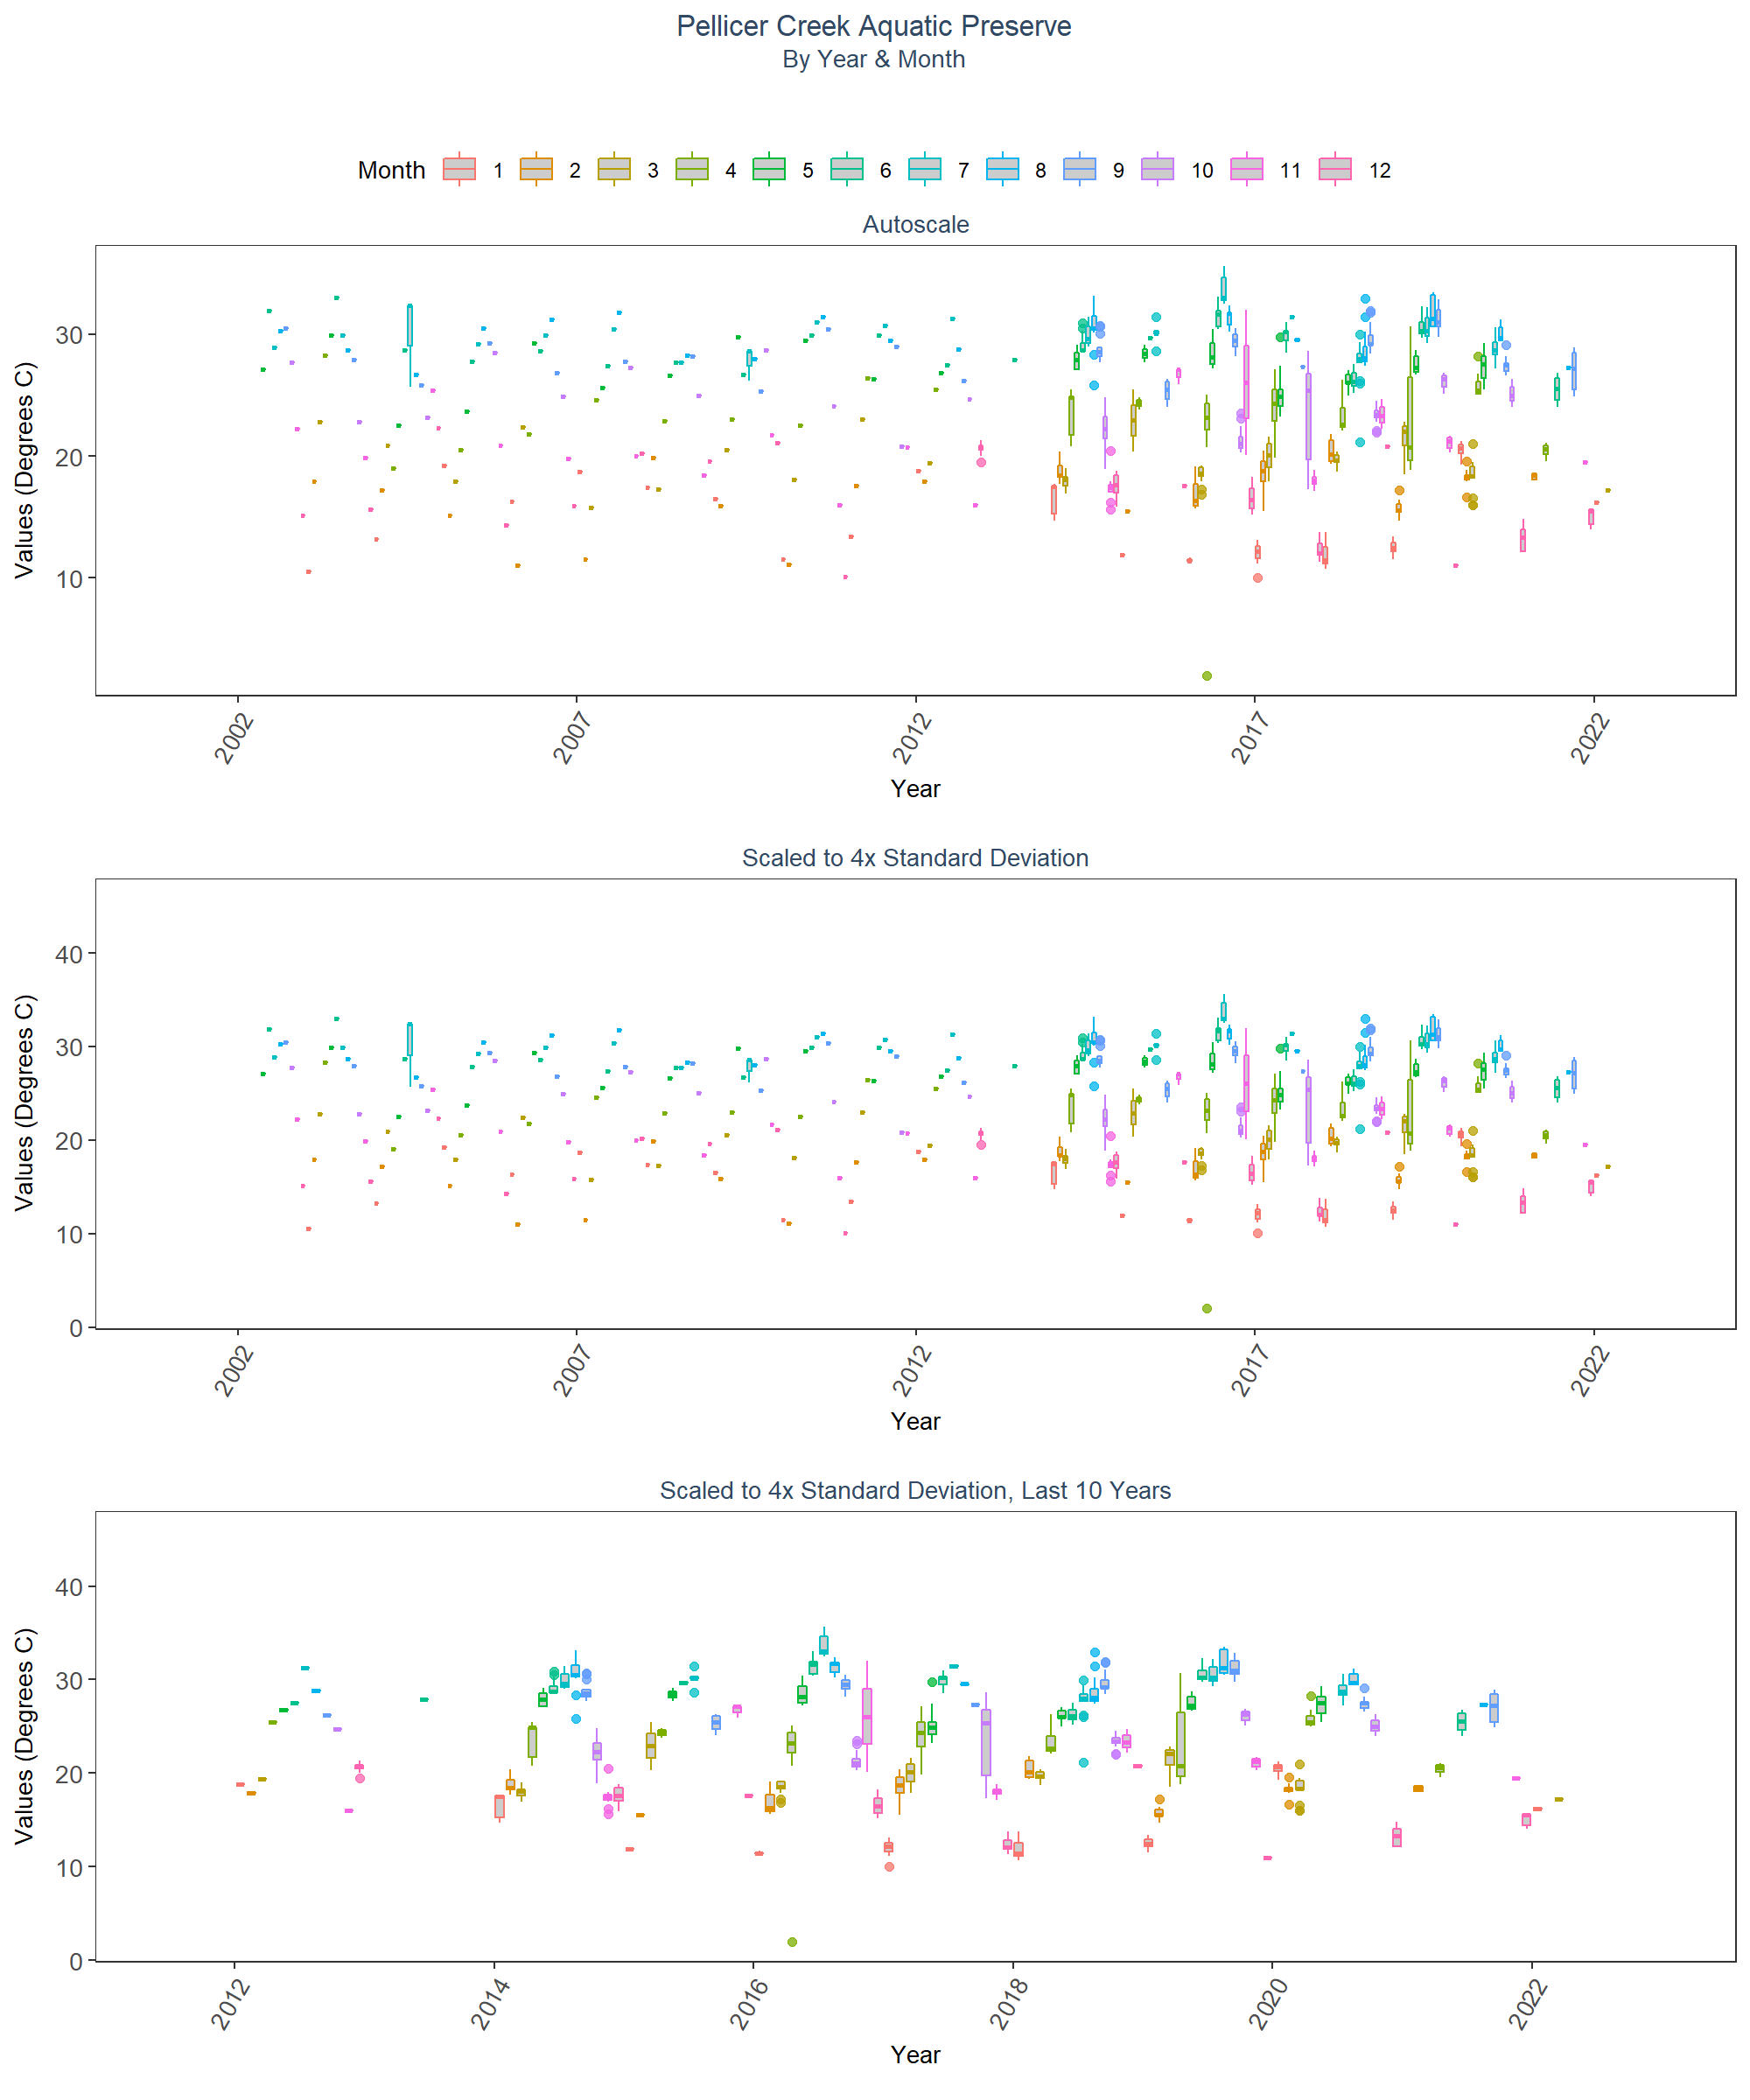 Pellicer Creek Aquatic Preserve
By Year & Month
Month 1 2 3 4 5 6 7 8 9 10 11 12
Autoscale
Values (Degrees C)
30
20
10
2002 2007 2012 2017 2022
Year
Scaled to 4x Standard Deviation
Values (Degrees C)
40
30
20
10
0
2002 2007 2012 2017 2022
Year
Scaled to 4x Standard Deviation, Last 10 Years
Values (Degrees C)
40
30
20
10
0
2012 2014 2016 2018 2020 2022
Year